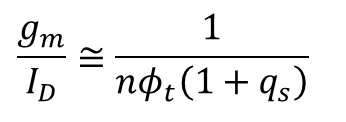 g_m / I_D ≅ 1 / nϕ_t(1 + q_s)